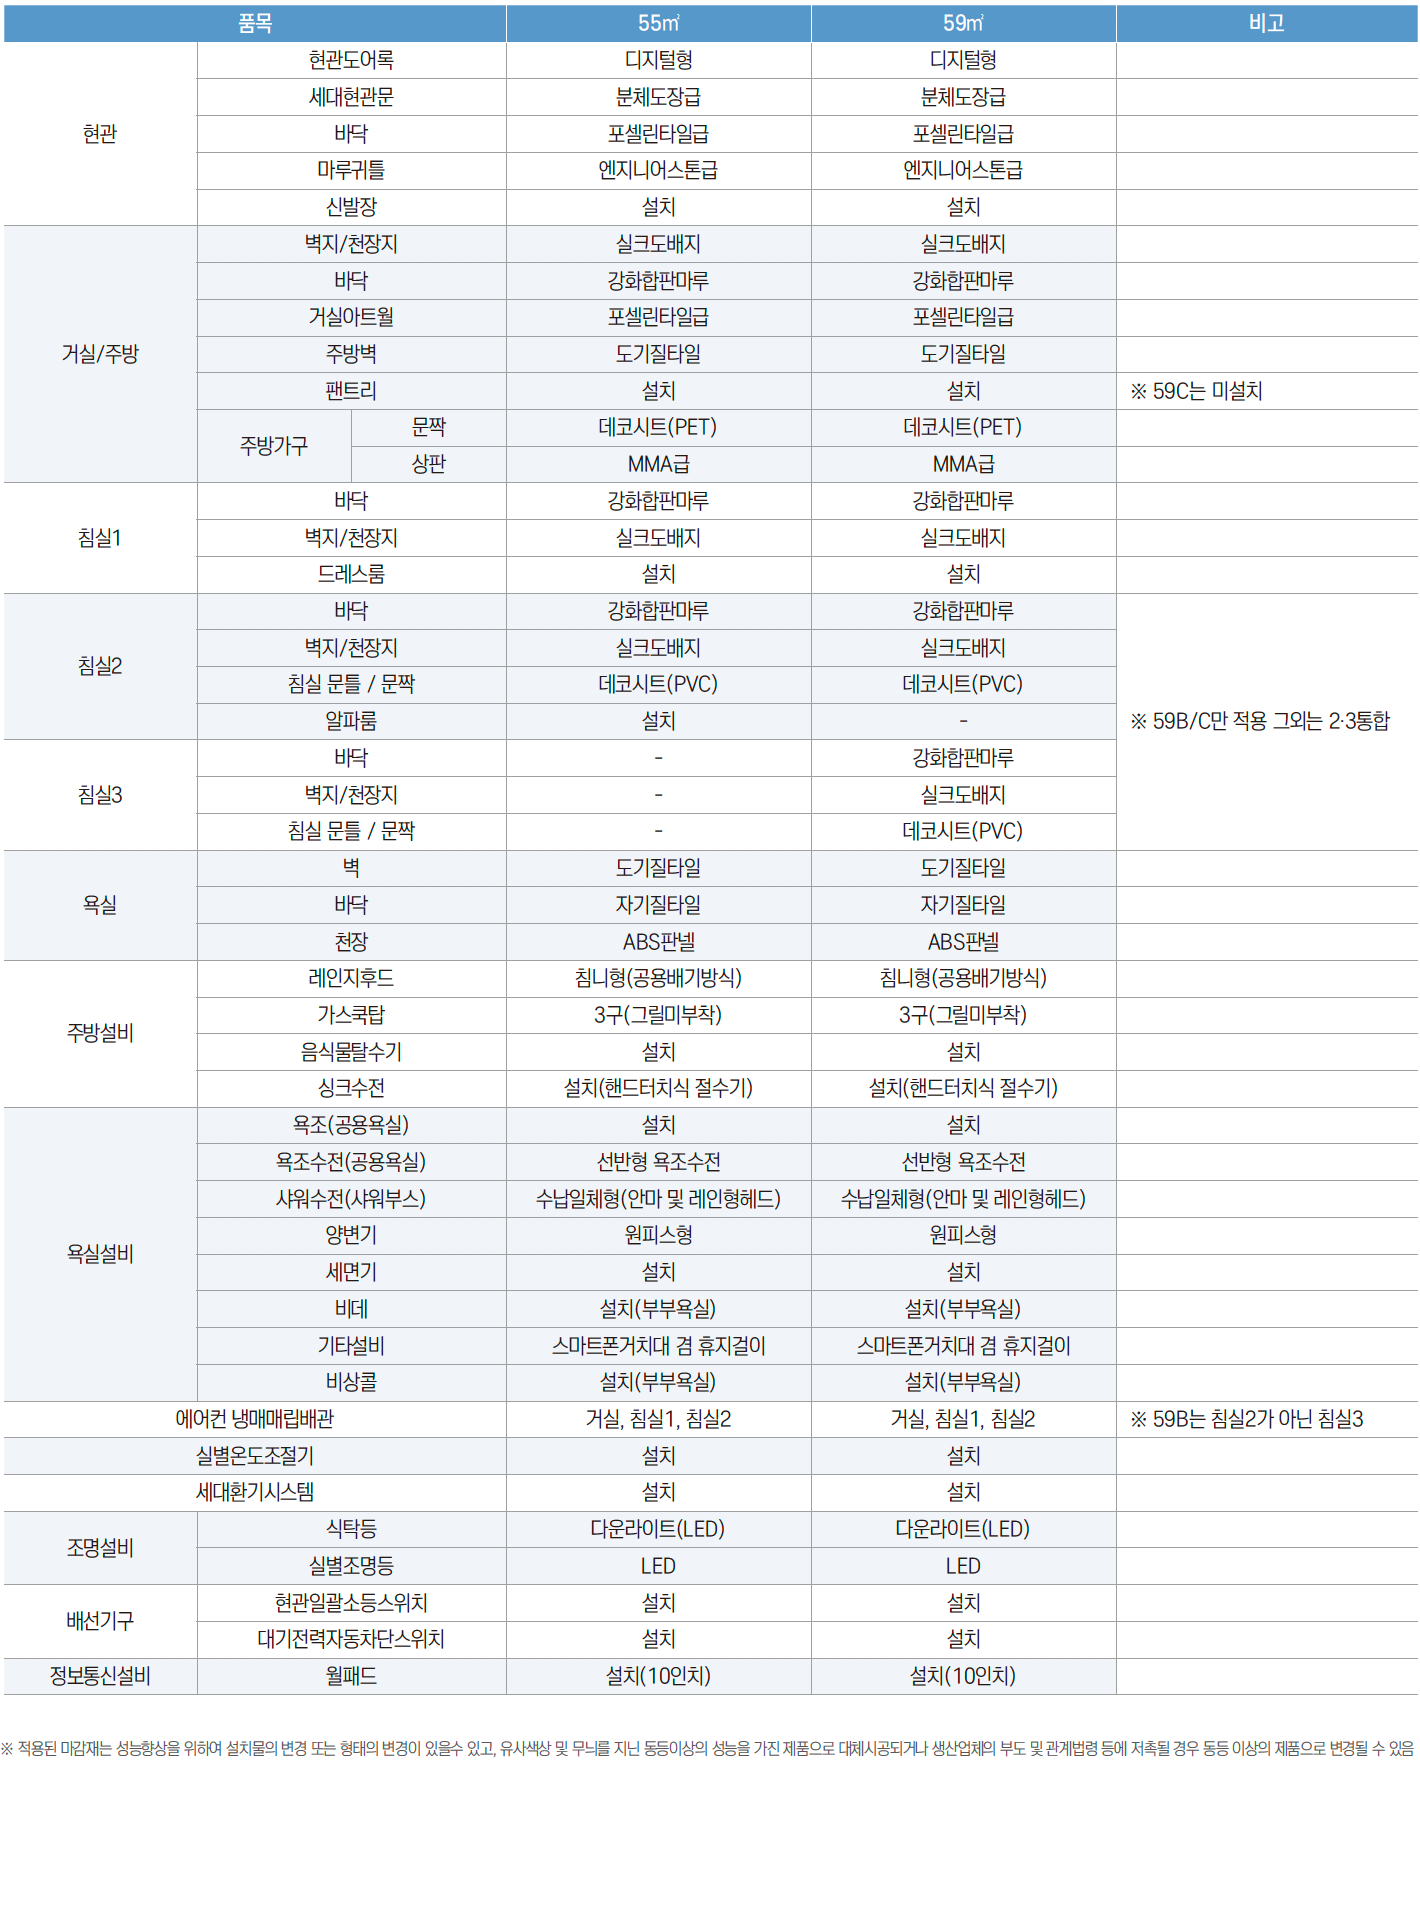 품목 55㎡ 59㎡ 비고
현관 현관도어록 디지털형 디지털형
세대현관문 분체도장급 분체도장급
바닥 포셀린타일급 포셀린타일급
마루귀틀 엔지니어스톤급 엔지니어스톤급
신발장 설치 설치
거실/주방 벽지/천장지 실크도배지 실크도배지
바닥 강화합판마루 강화합판마루
거실아트월 포셀린타일급 포셀린타일급
주방벽 도기질타일 도기질타일
팬트리 설치 설치 ※ 59C는 미설치
주방가구 문짝 데코시트(PET) 데코시트(PET)
상판 MMA급 MMA급
침실1 바닥 강화합판마루 강화합판마루
벽지/천장지 실크도배지 실크도배지
드레스룸 설치 설치
침실2 바닥 강화합판마루 강화합판마루
벽지/천장지 실크도배지 실크도배지
침실 문틀 / 문짝 데코시트(PVC) 데코시트(PVC)
알파룸 설치 - ※ 59B/C만 적용 그외는 2·3통합
침실3 바닥 - 강화합판마루
벽지/천장지 - 실크도배지
침실 문틀 / 문짝 - 데코시트(PVC)
욕실 벽 도기질타일 도기질타일
바닥 자기질타일 자기질타일
천장 ABS판넬 ABS판넬
주방설비 레인지후드 침니형(공용배기방식) 침니형(공용배기방식)
가스쿡탑 3구(그릴미부착) 3구(그릴미부착)
음식물탈수기 설치 설치
싱크수전 설치(핸드터치식 절수기) 설치(핸드터치식 절수기)
욕실설비 욕조(공용욕실) 설치 설치
욕조수전(공용욕실) 선반형 욕조수전 선반형 욕조수전
샤워수전(샤워부스) 수납일체형(안마 및 레인형헤드) 수납일체형(안마 및 레인형헤드)
양변기 원피스형 원피스형
세면기 설치 설치
비데 설치(부부욕실) 설치(부부욕실)
기타설비 스마트폰거치대 겸 휴지걸이 스마트폰거치대 겸 휴지걸이
비상콜 설치(부부욕실) 설치(부부욕실)
에어컨 냉매매립배관 거실, 침실1, 침실2 거실, 침실1, 침실2 ※ 59B는 침실2가 아닌 침실3
실별온도조절기 설치 설치
세대환기시스템 설치 설치
조명설비 식탁등 다운라이트(LED) 다운라이트(LED)
실별조명등 LED LED
배선기구 현관일괄소등스위치 설치 설치
대기전력자동차단스위치 설치 설치
정보통신설비 월패드 설치(10인치) 설치(10인치)
※ 적용된 마감재는 성능향상을 위하여 설치물의 변경 또는 형태의 변경이 있을수 있고, 유사색상 및 무늬를 지닌 동등이상의 성능을 가진 제품으로 대체시공되거나 생산업체의 부도 및 관계법령 등에 저촉될 경우 동등 이상의 제품으로 변경될 수 있음